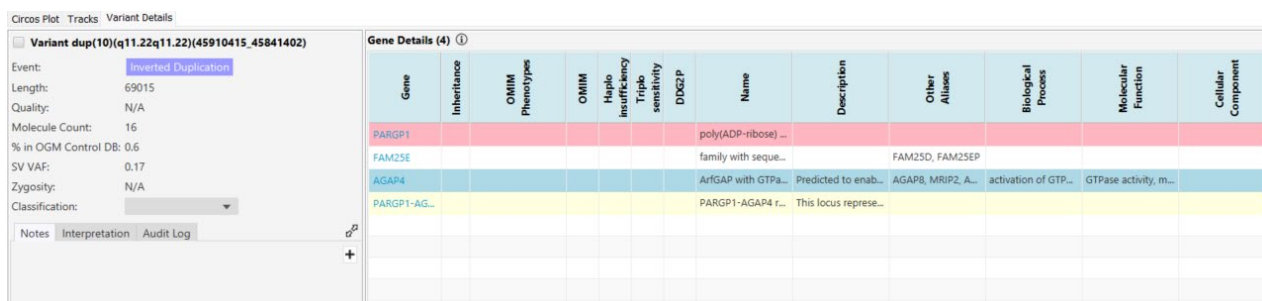 Circos Plot Tracks Variant Details
Variant dup(10)(q11.22q11.22)(45910415_45841402)
Event: Inverted Duplication
Length: 69015
Quality: N/A
Molecule Count: 16
% in OGM Control DB: 0.6
SV VAF: 0.17
Zygosity: N/A
Classification:
Notes Interpretation Audit Log
+
Gene Details (4) ⓘ
Gene Inheritance OMIM Phenotypes OMIM Haplo insufficiency Triplo sensitivity DDG2P Name Description Other Aliases Biological Process Molecular Function Cellular Component
PARGP1 poly(ADP-ribose) ...
FAM25E family with seque... FAM25D, FAM25EP
AGAP4 ArfGAP with GTPa... Predicted to enab... AGAP8, MRIP2, A... activation of GTP... GTPase activity, m...
PARGP1-AG... PARGP1-AGAP4 r... This locus represe...